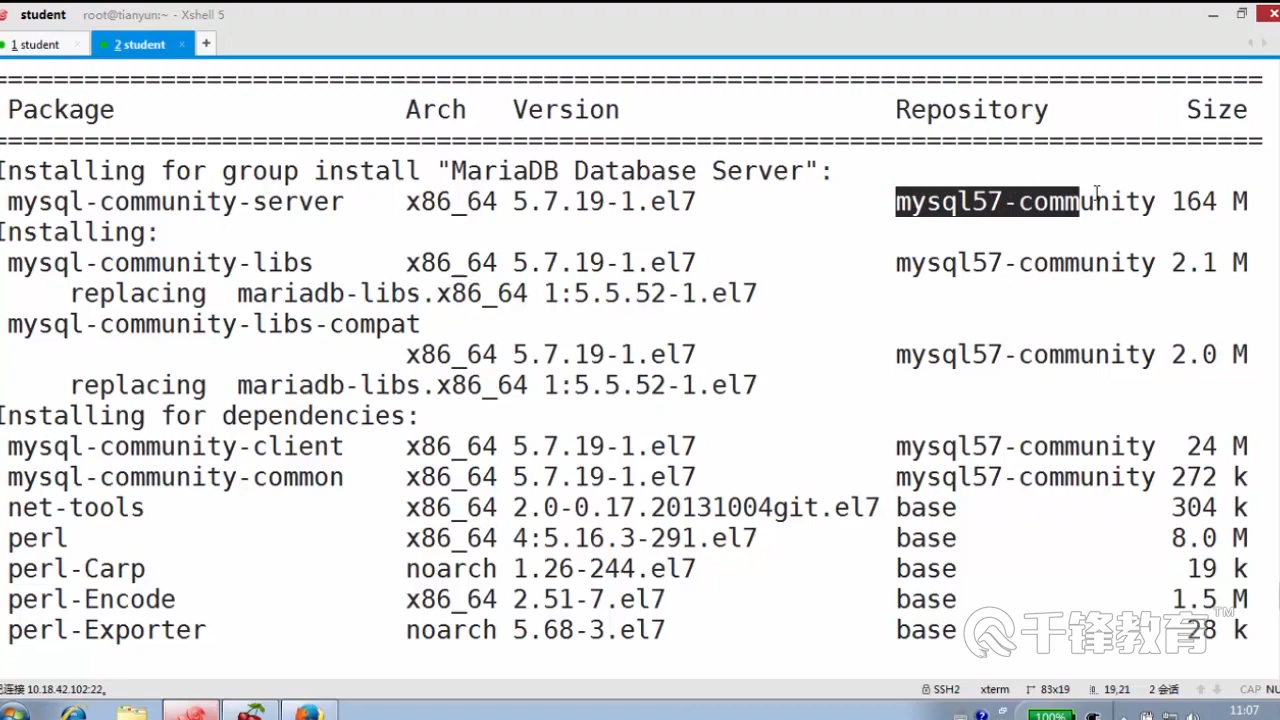 student root@tianyun:~ - Xshell 5
1 student × 2 student × +
================================================================================
Package Arch Version Repository Size
================================================================================
Installing for group install "MariaDB Database Server":
mysql-community-server x86_64 5.7.19-1.el7 mysql57-community 164 M
Installing:
mysql-community-libs x86_64 5.7.19-1.el7 mysql57-community 2.1 M
replacing mariadb-libs.x86_64 1:5.5.52-1.el7
mysql-community-libs-compat
x86_64 5.7.19-1.el7 mysql57-community 2.0 M
replacing mariadb-libs.x86_64 1:5.5.52-1.el7
Installing for dependencies:
mysql-community-client x86_64 5.7.19-1.el7 mysql57-community 24 M
mysql-community-common x86_64 5.7.19-1.el7 mysql57-community 272 k
net-tools x86_64 2.0-0.17.20131004git.el7 base 304 k
perl x86_64 4:5.16.3-291.el7 base 8.0 M
perl-Carp noarch 1.26-244.el7 base 19 k
perl-Encode x86_64 2.51-7.el7 base 1.5 M
perl-Exporter noarch 5.68-3.el7 base 28 k
千锋教育™
已连接 10.18.42.102:22。 SSH2 xterm 83x19 19,21 2 会话 CAP NU
100% 11:07